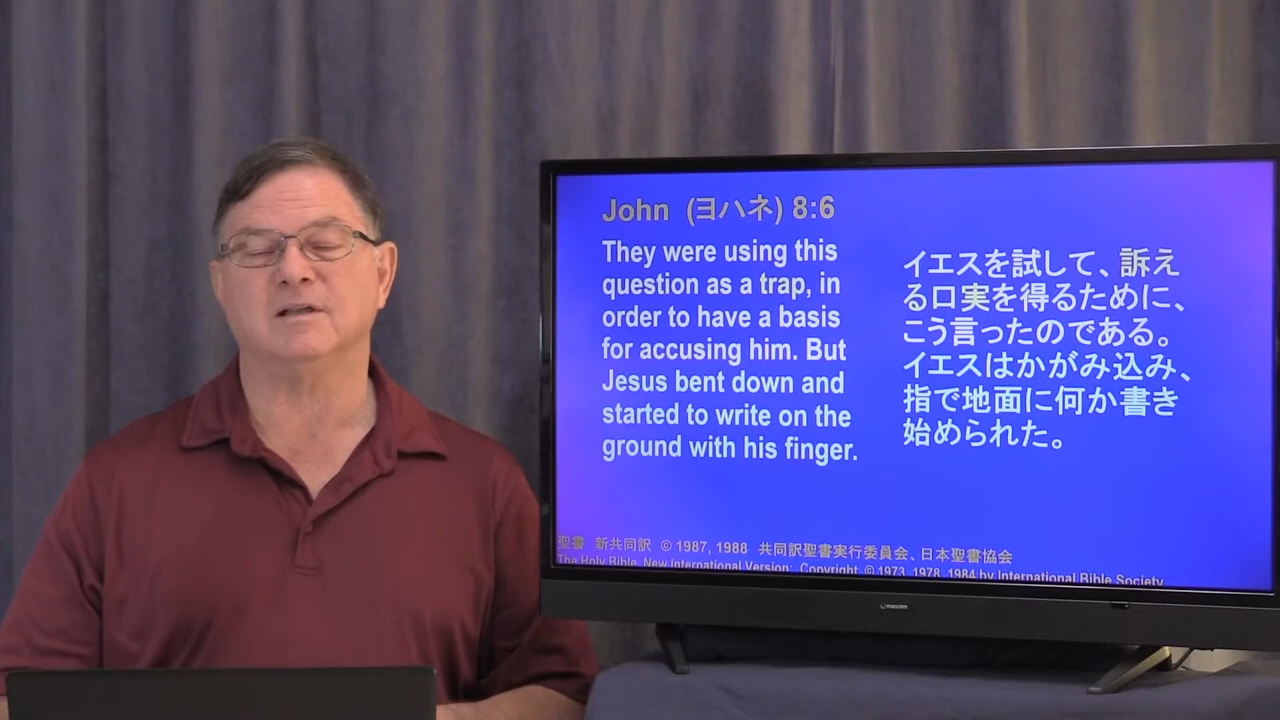 John (ヨハネ) 8:6
They were using this
question as a trap, in
order to have a basis
for accusing him. But
Jesus bent down and
started to write on the
ground with his finger.
イエスを試して、訴え
る口実を得るために、
こう言ったのである。
イエスはかがみ込み、
指で地面に何か書き
始められた。
聖書 新共同訳 © 1987, 1988 共同訳聖書実行委員会、日本聖書協会
The Holy Bible, New International Version: Copyright © 1973, 1978, 1984 by International Bible Society